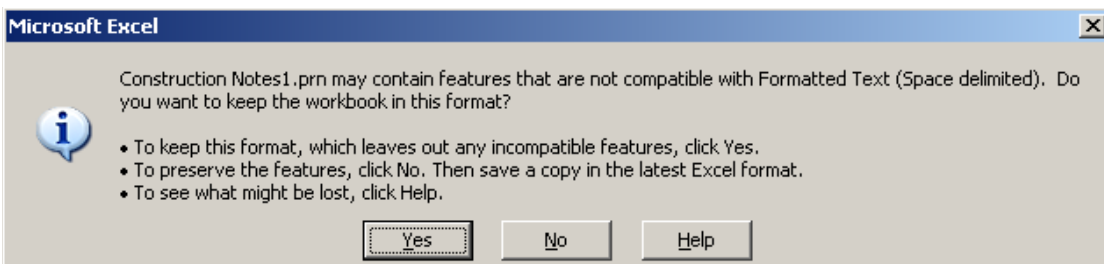 Microsoft Excel
Construction Notes1.prn may contain features that are not compatible with Formatted Text (Space delimited).  Do
you want to keep the workbook in this format?
• To keep this format, which leaves out any incompatible features, click Yes.
• To preserve the features, click No. Then save a copy in the latest Excel format.
• To see what might be lost, click Help.
Yes No Help